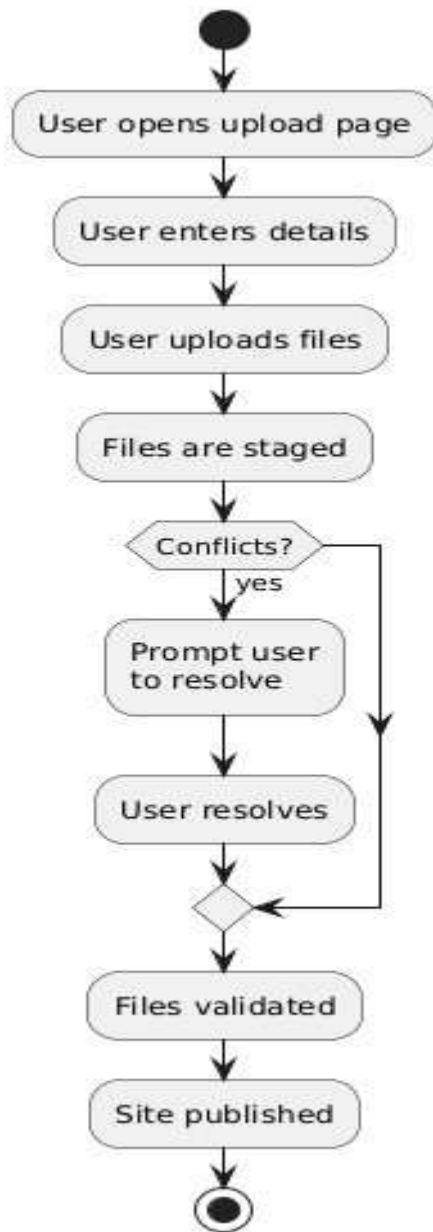 User opens upload page
User enters details
User uploads files
Files are staged
Conflicts?
yes
Prompt user
to resolve
User resolves
Files validated
Site published